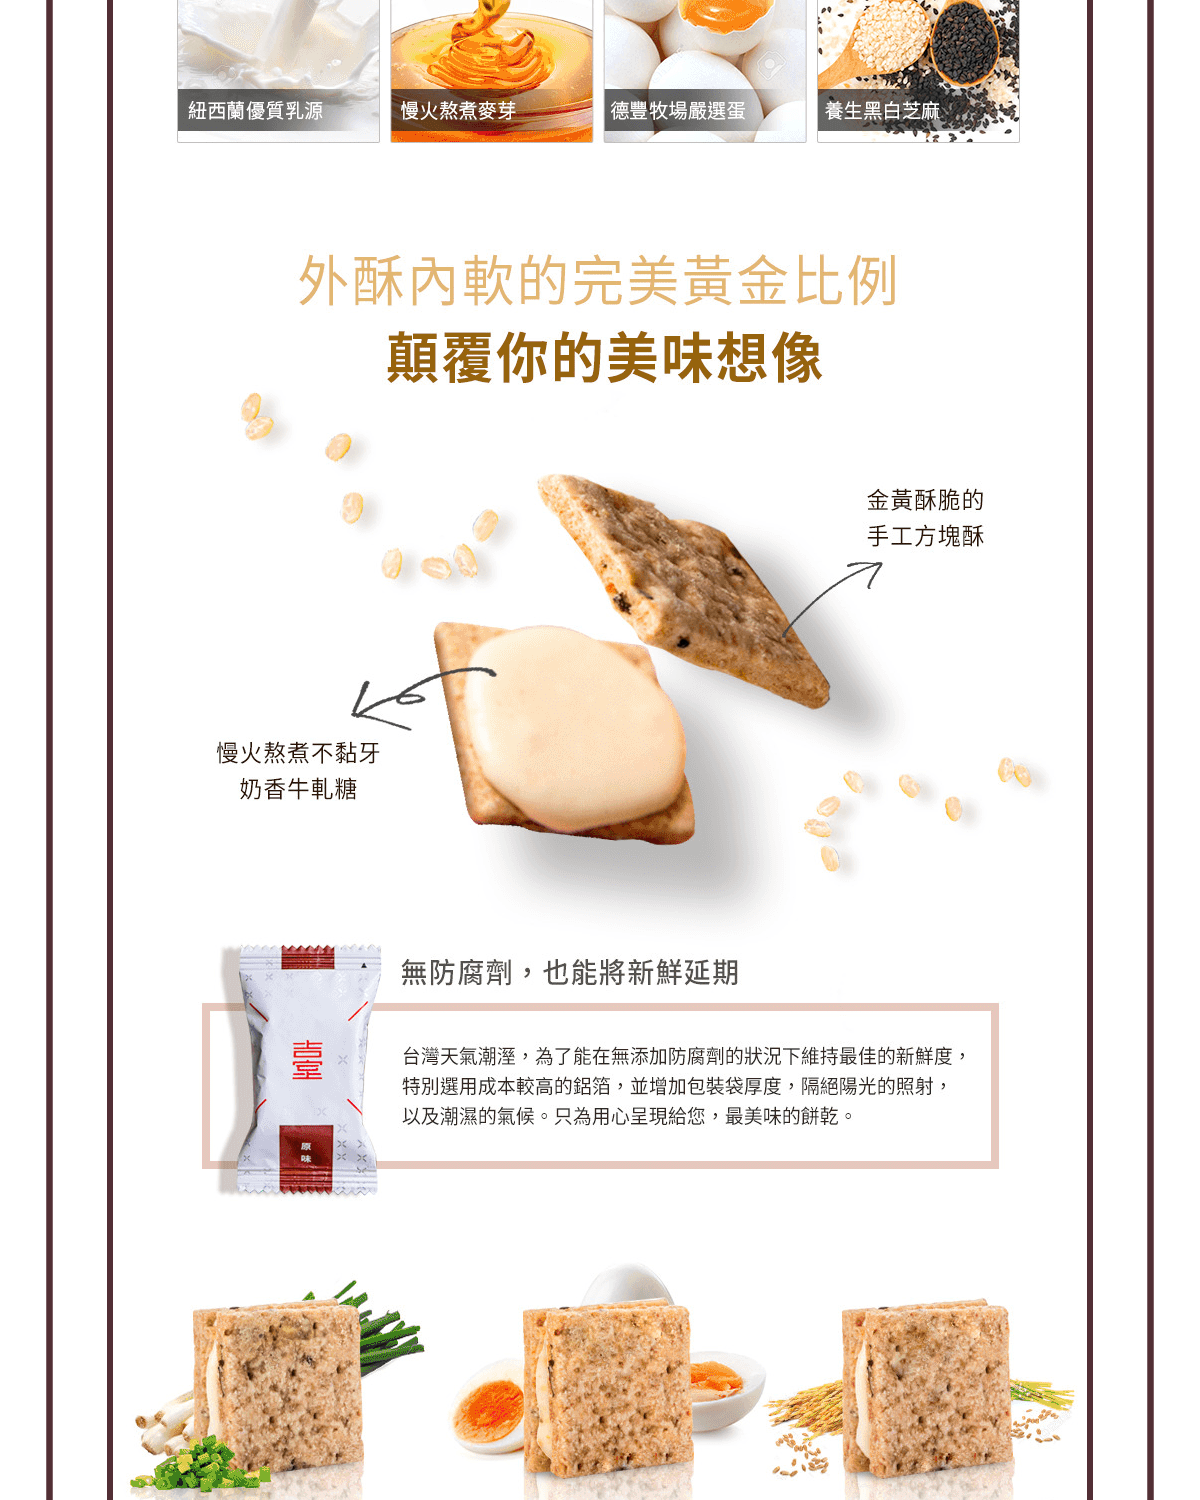 紐西蘭優質乳源
慢火熬煮麥芽
德豐牧場嚴選蛋
養生黑白芝麻
外酥內軟的完美黃金比例
顛覆你的美味想像
金黃酥脆的
手工方塊酥
慢火熬煮不黏牙
奶香牛軋糖
無防腐劑，也能將新鮮延期
台灣天氣潮溼，為了能在無添加防腐劑的狀況下維持最佳的新鮮度，
特別選用成本較高的鋁箔，並增加包裝袋厚度，隔絕陽光的照射，
以及潮濕的氣候。只為用心呈現給您，最美味的餅乾。
原味